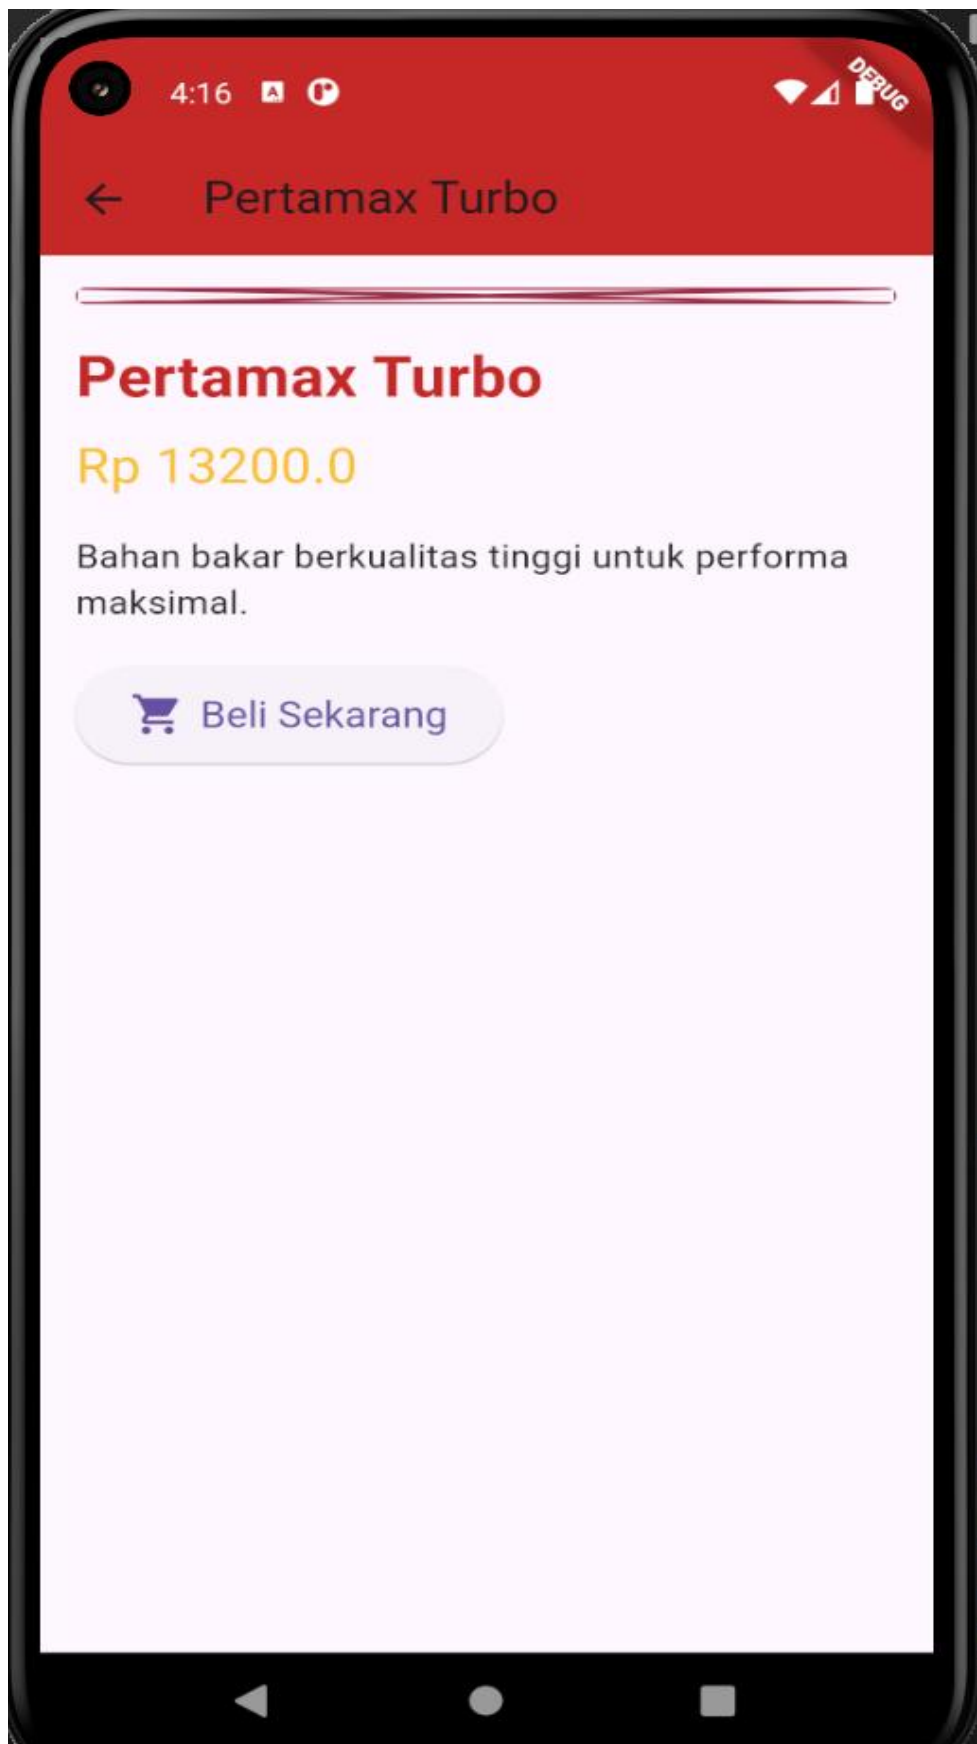 4:16
DEBUG
Pertamax Turbo
Pertamax Turbo
Rp 13200.0
Bahan bakar berkualitas tinggi untuk performa
maksimal.
Beli Sekarang